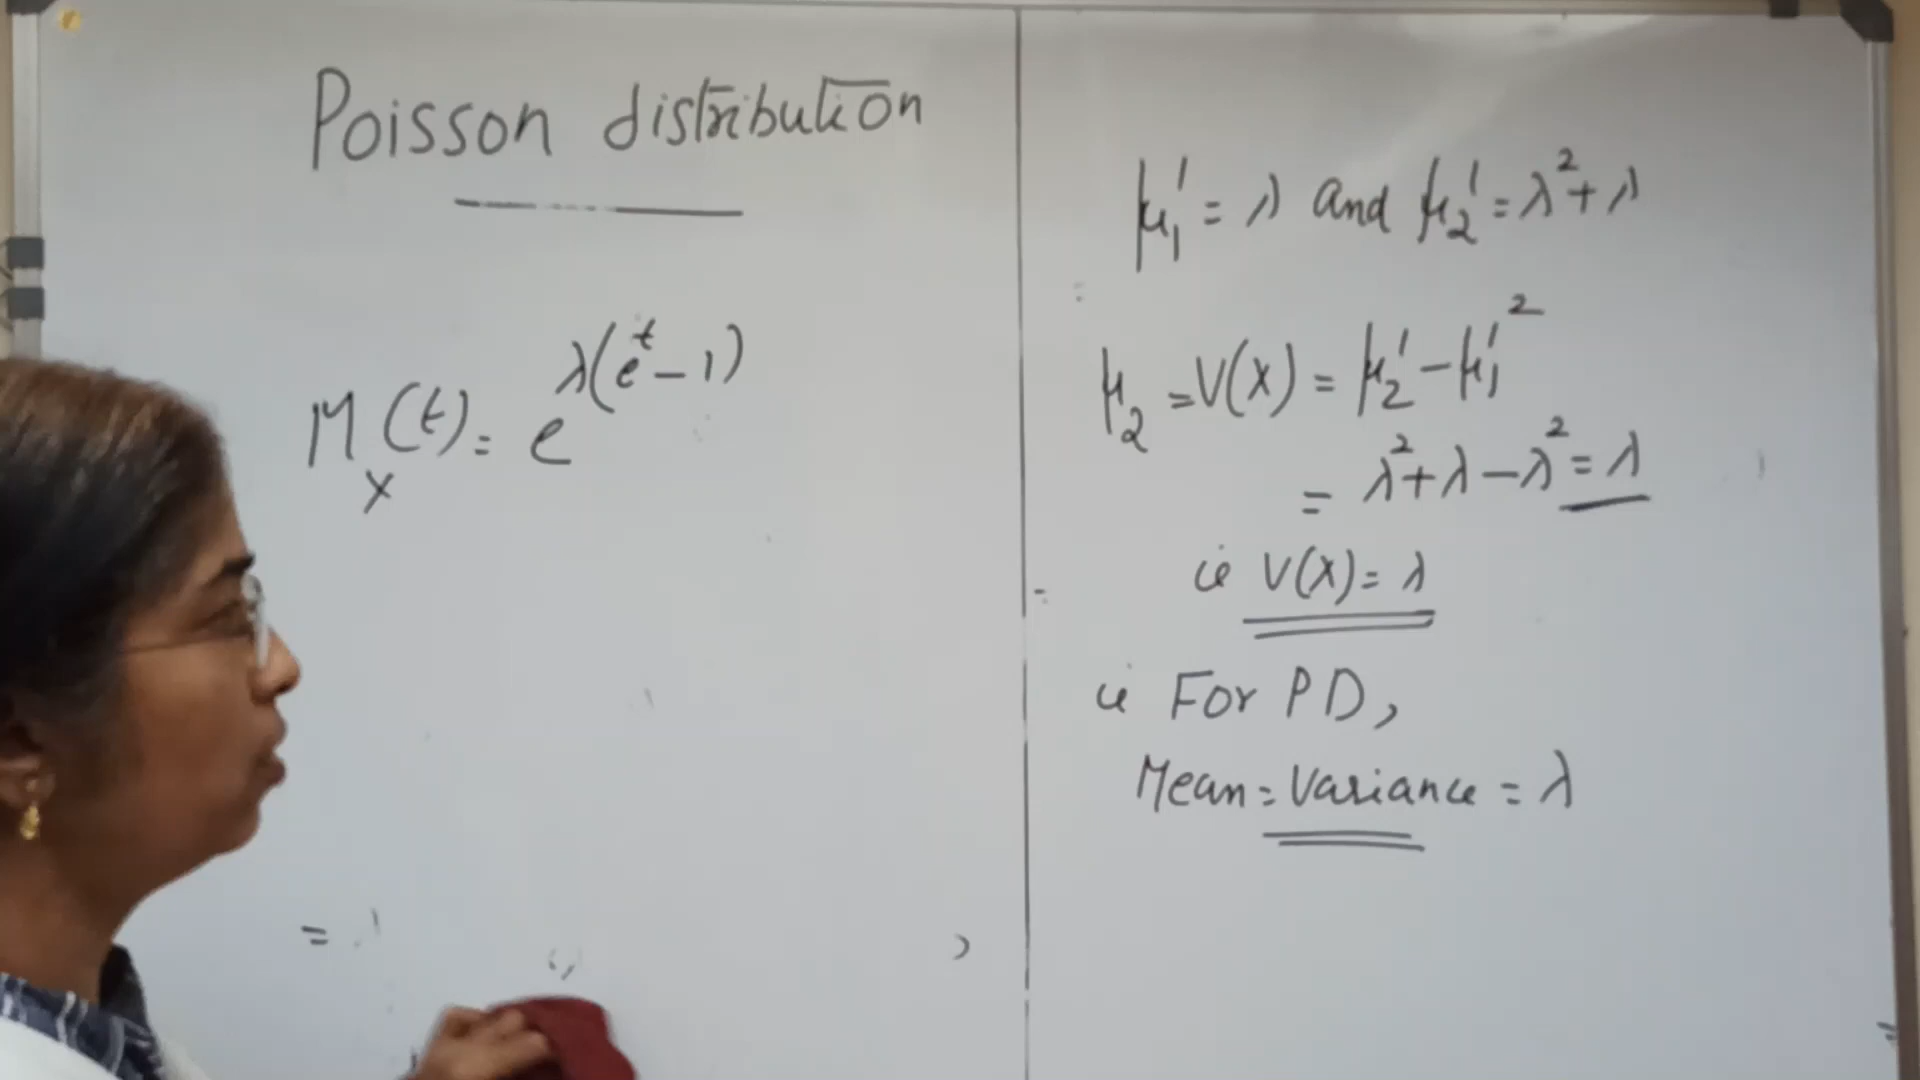 Poisson distribution
M_X(t) = e^{λ(e^t - 1)}
μ₁' = λ and μ₂' = λ² + λ
μ₂ = V(X) = μ₂' - μ₁'²
= λ² + λ - λ² = λ
ie V(X) = λ
ie For PD,
Mean = Variance = λ